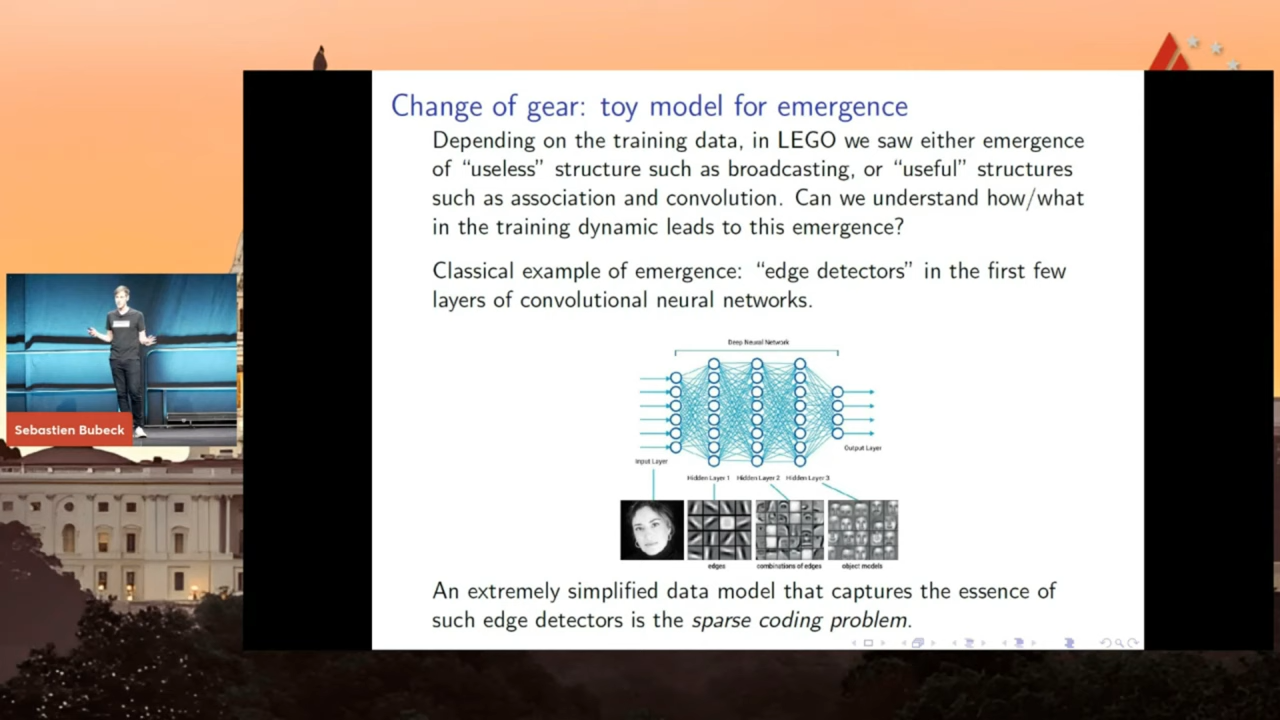 Change of gear: toy model for emergence
Depending on the training data, in LEGO we saw either emergence
of “useless” structure such as broadcasting, or “useful” structures
such as association and convolution. Can we understand how/what
in the training dynamic leads to this emergence?
Classical example of emergence: “edge detectors” in the first few
layers of convolutional neural networks.
Deep Neural Network
Input Layer
Hidden Layer 1
Hidden Layer 2
Hidden Layer 3
Output Layer
edges
combinations of edges
object models
An extremely simplified data model that captures the essence of
such edge detectors is the sparse coding problem.
Sebastien Bubeck